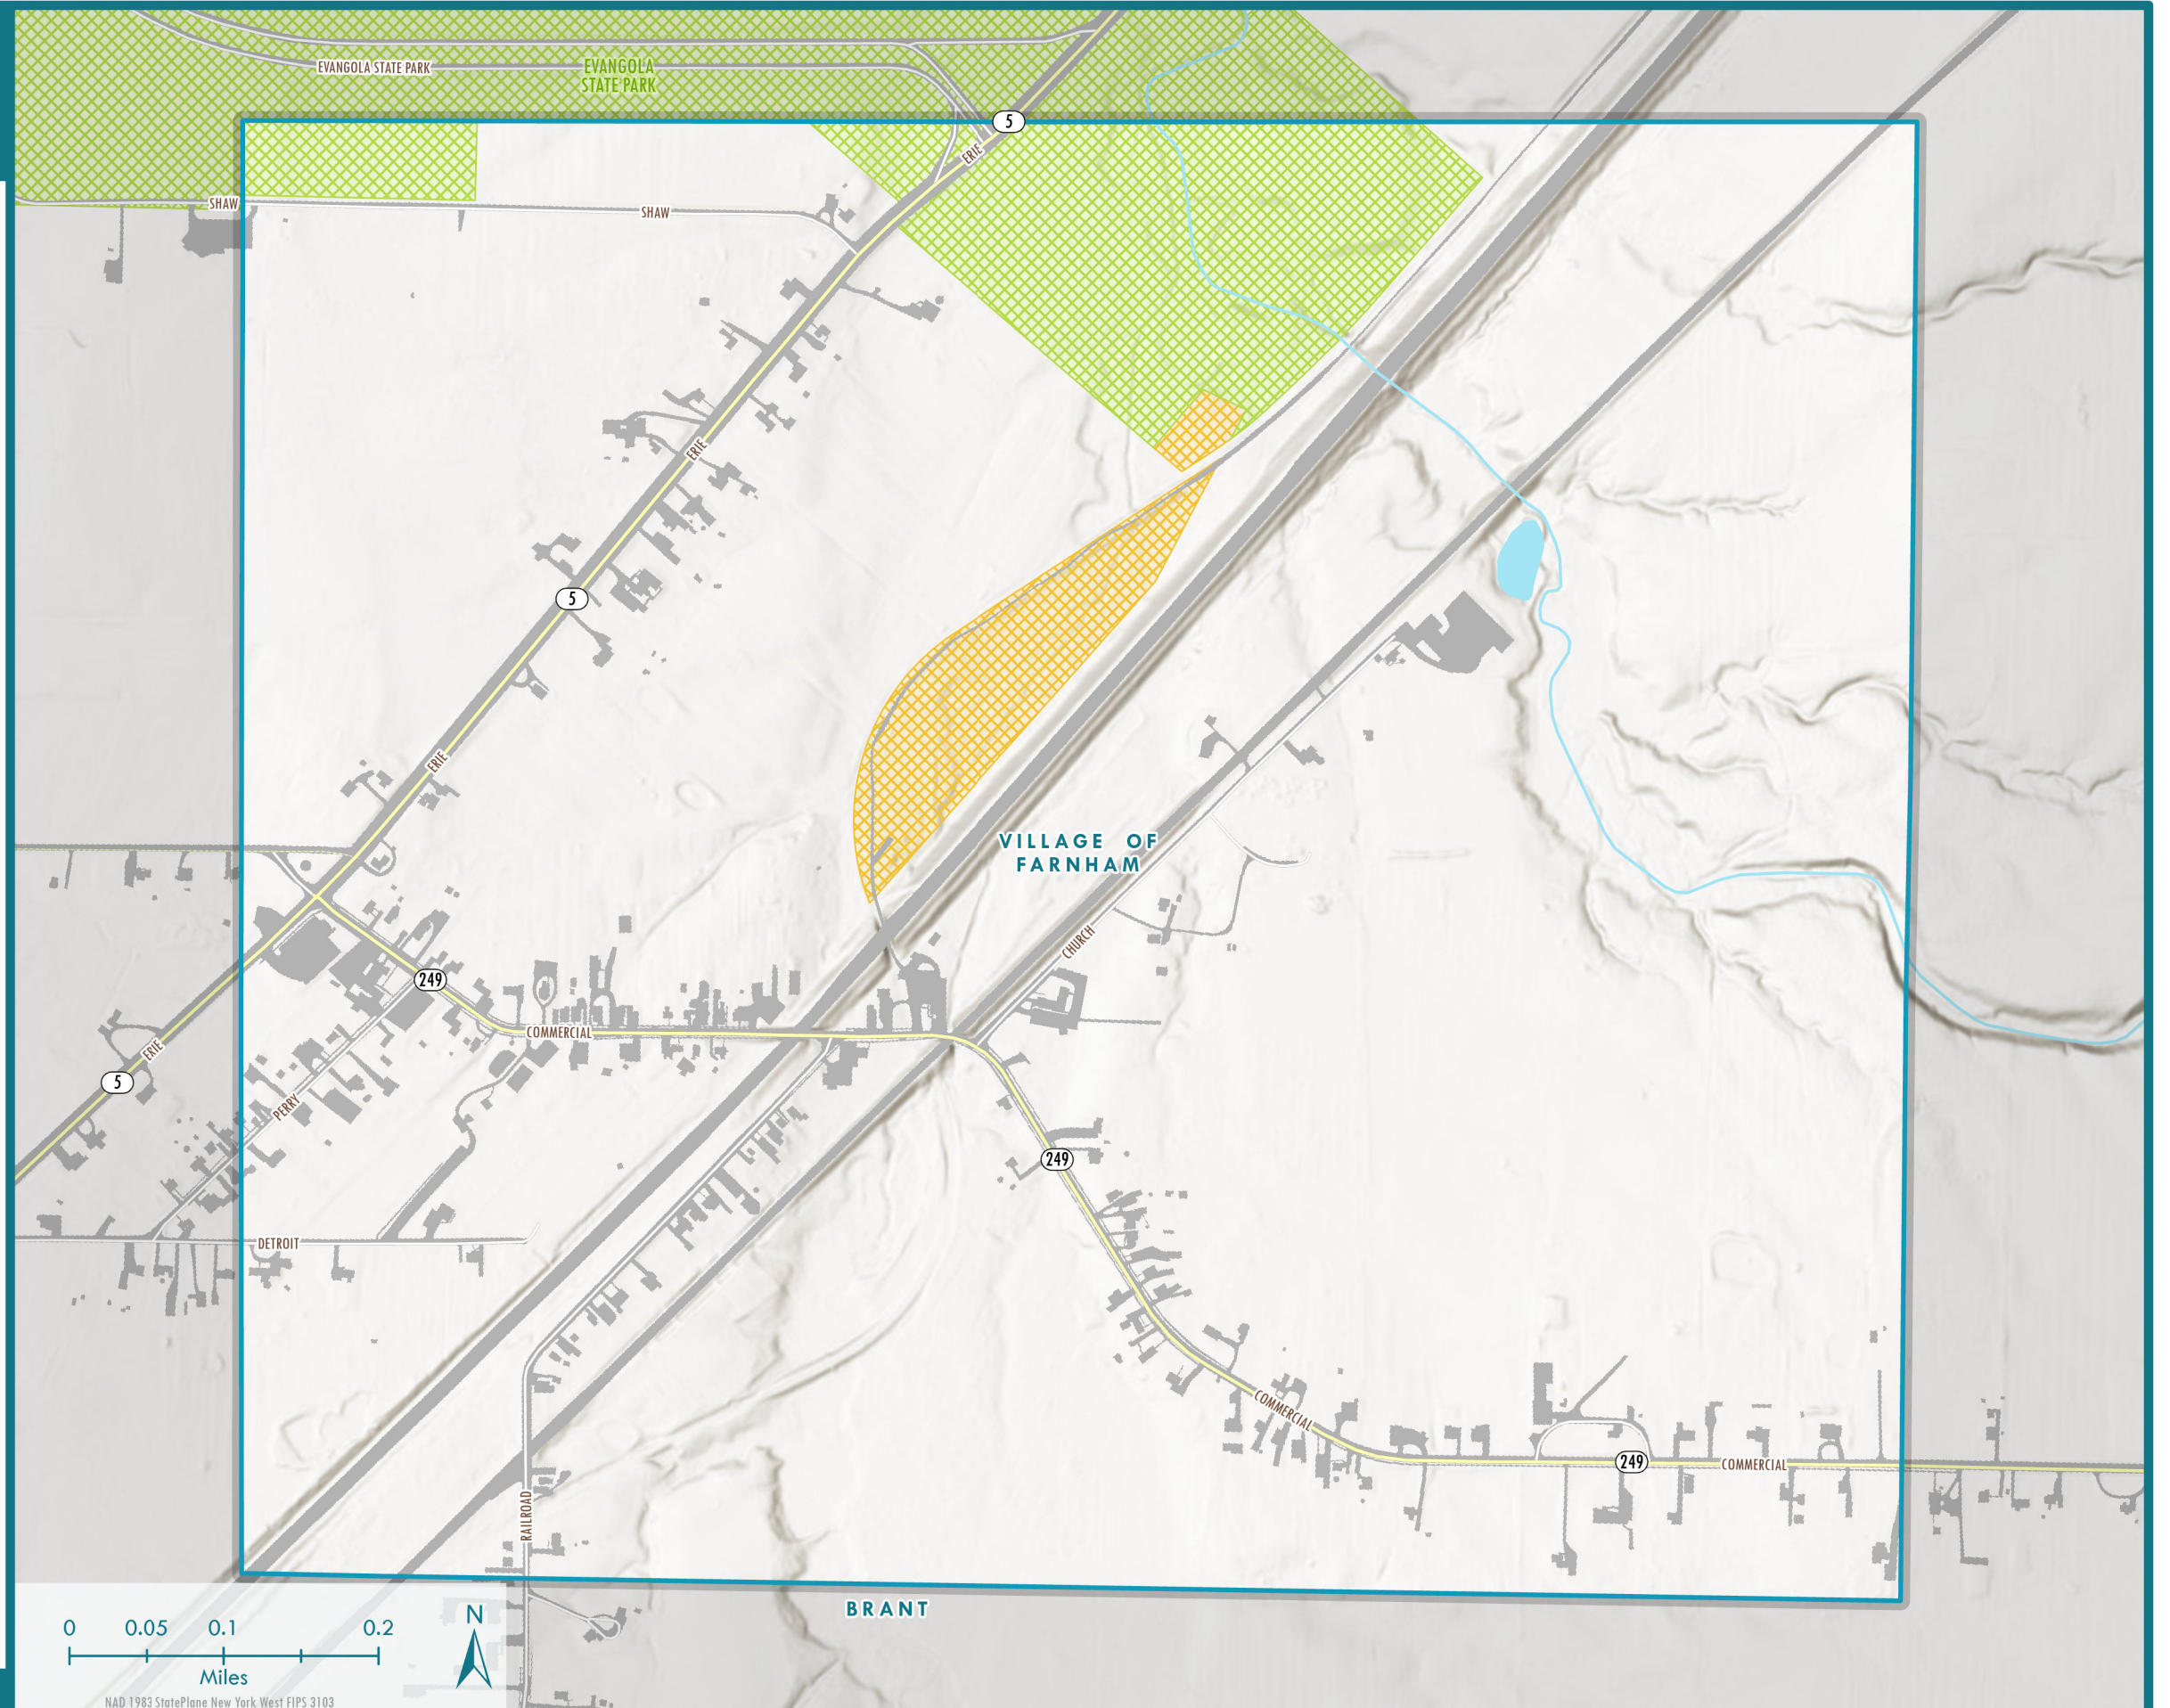 EVANGOLA STATE PARK
EVANGOLA
STATE PARK
5
ERIE
SHAW
SHAW
ERIE
5
ERIE
VILLAGE OF
FARNHAM
CHURCH
249
COMMERCIAL
ERIE
5
PERRY
249
DETROIT
COMMERCIAL
249
COMMERCIAL
RAILROAD
BRANT
0 0.05 0.1 0.2
Miles
N
NAD 1983 StatePlane New York West FIPS 3103